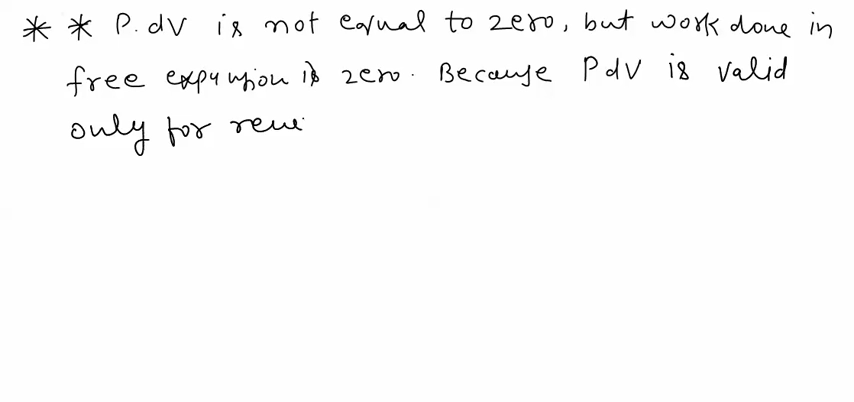 * * P.dV is not equal to zero, but work done in
free expansion is zero. Because PdV is valid
only for reve